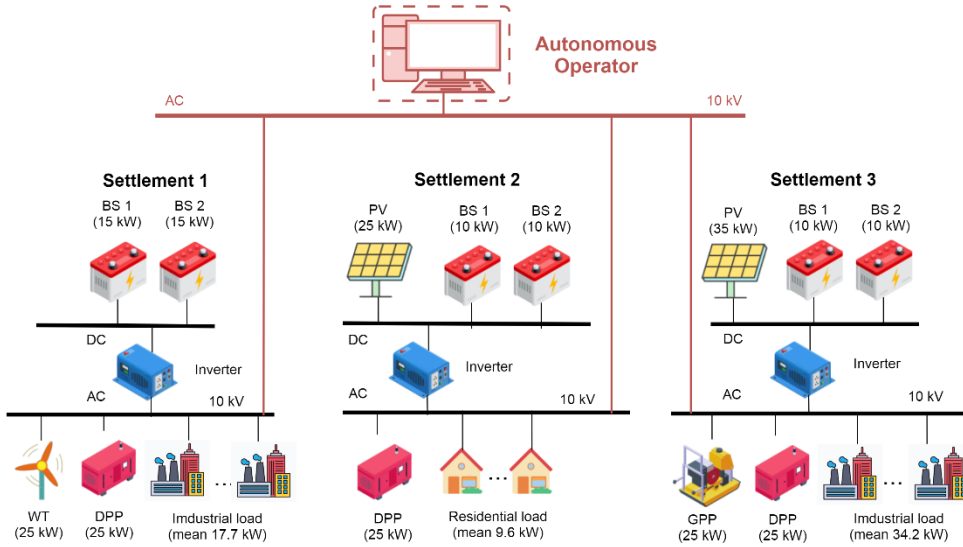 Autonomous
Operator
AC
10 kV
Settlement 1
Settlement 2
Settlement 3
BS 1
(15 kW)
BS 2
(15 kW)
PV
(25 kW)
BS 1
(10 kW)
BS 2
(10 kW)
PV
(35 kW)
BS 1
(10 kW)
BS 2
(10 kW)
DC
Inverter
AC
10 kV
DC
Inverter
AC
10 kV
DC
Inverter
AC
10 kV
WT
(25 kW)
DPP
(25 kW)
...
Imdustrial load
(mean 17.7 kW)
DPP
(25 kW)
...
Residential load
(mean 9.6 kW)
GPP
(25 kW)
DPP
(25 kW)
...
Imdustrial load
(mean 34.2 kW)